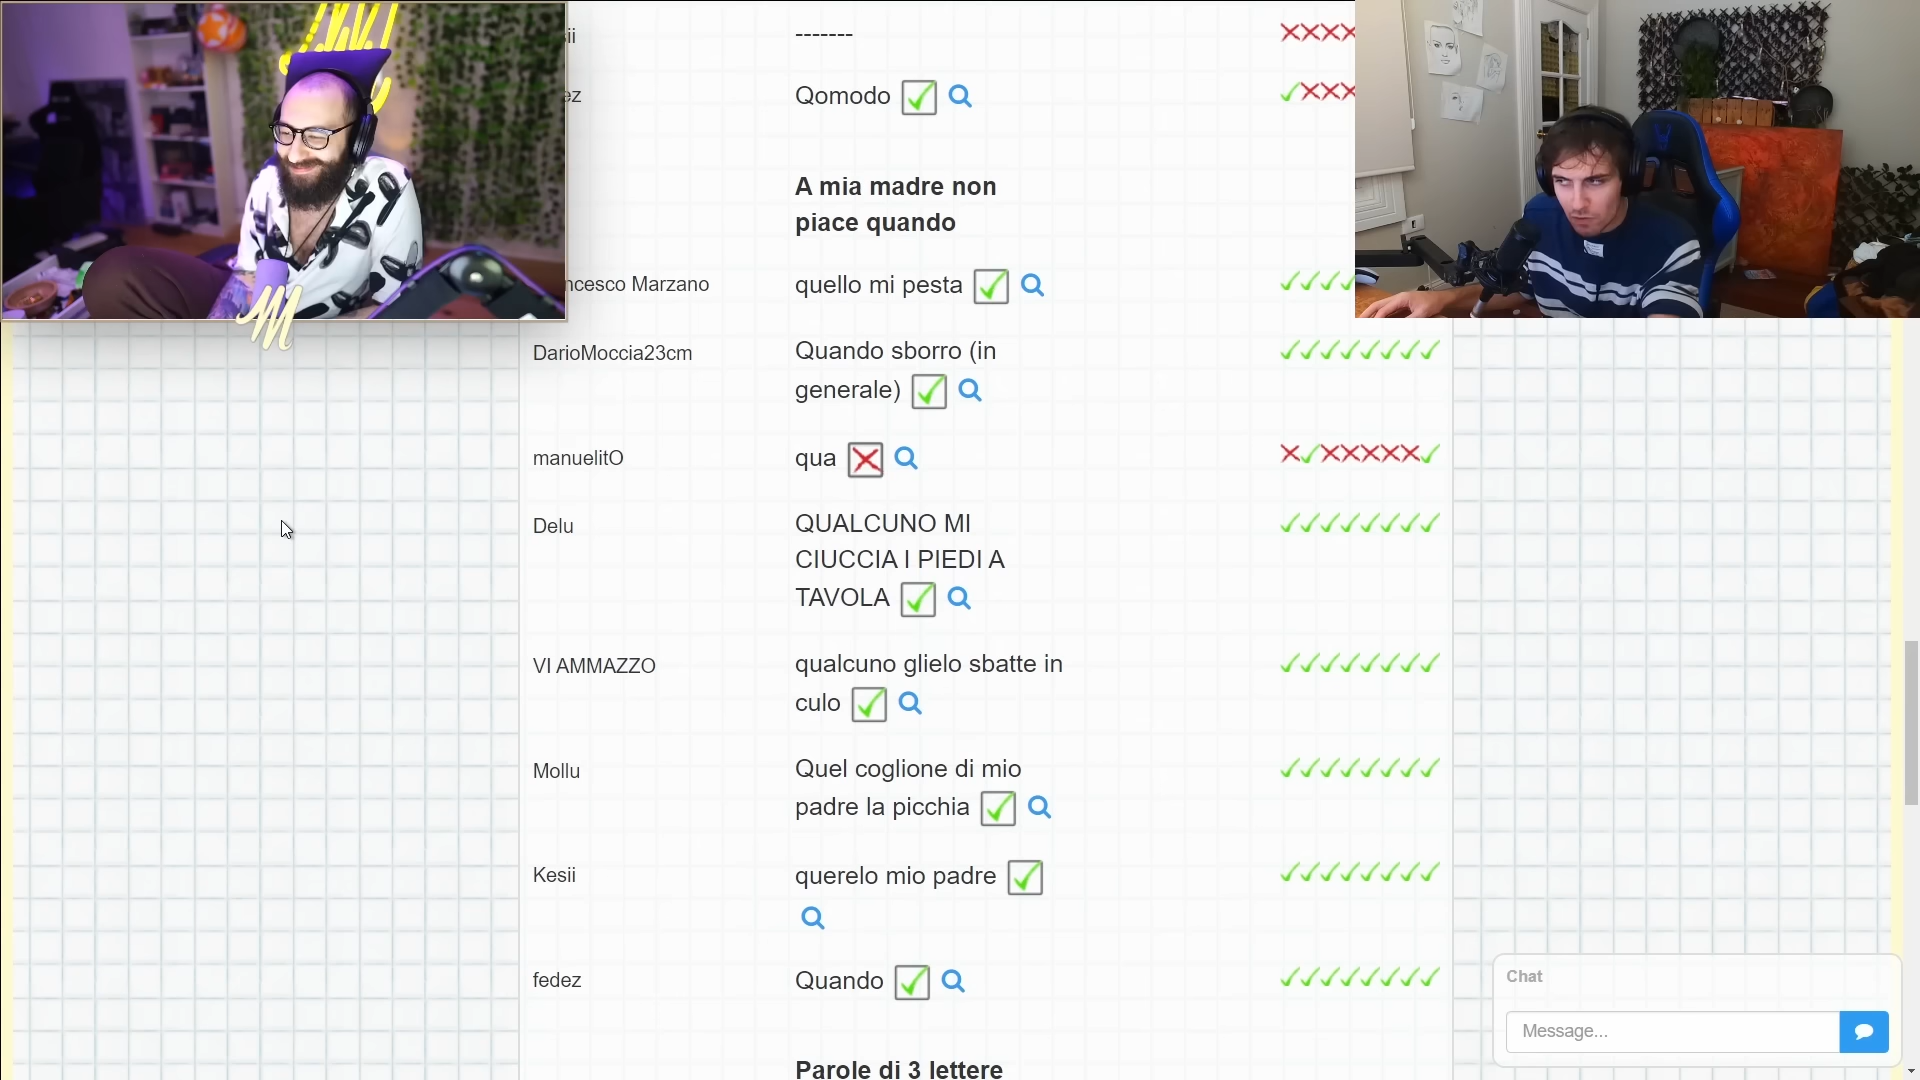 ii
-------
ez
Qomodo
A mia madre non
piace quando
ncesco Marzano
quello mi pesta
DarioMoccia23cm
Quando sborro (in
generale)
manuelitO
qua
Delu
QUALCUNO MI
CIUCCIA I PIEDI A
TAVOLA
VI AMMAZZO
qualcuno glielo sbatte in
culo
Mollu
Quel coglione di mio
padre la picchia
Kesii
querelo mio padre
fedez
Quando
Parole di 3 lettere
Chat
Message...